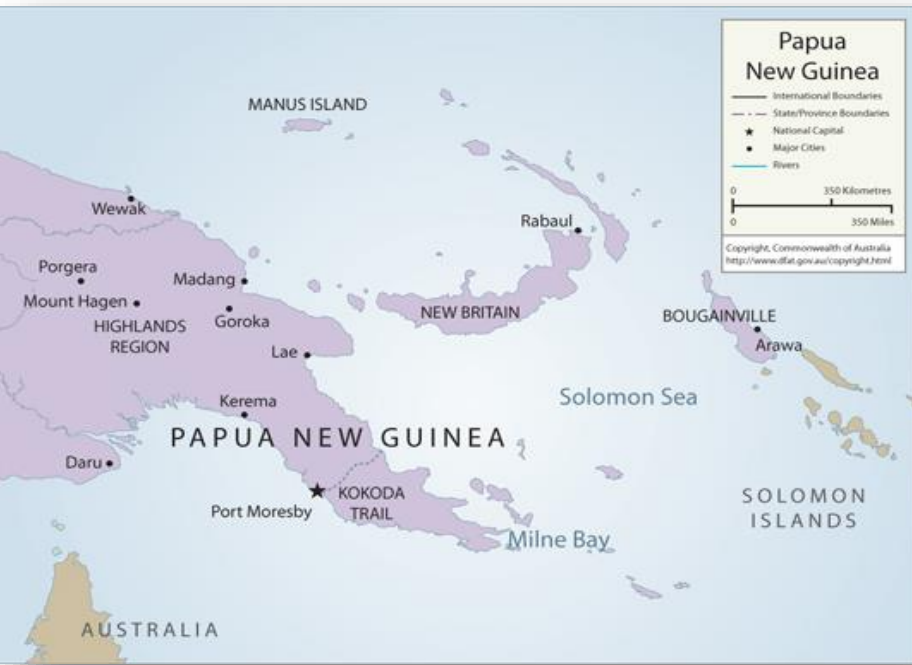 Papua
New Guinea
International Boundaries
State/Province Boundaries
National Capital
Major Cities
Rivers
0 350 Kilometres
0 350 Miles
Copyright, Commonwealth of Australia
http://www.dfat.gov.au/copyright.html
MANUS ISLAND
Wewak
Rabaul
Porgera
Madang
Mount Hagen
HIGHLANDS
REGION
Goroka
NEW BRITAIN
BOUGAINVILLE
Arawa
Lae
Solomon Sea
Kerema
PAPUA NEW GUINEA
Daru
KOKODA
TRAIL
Port Moresby
SOLOMON
ISLANDS
Milne Bay
AUSTRALIA